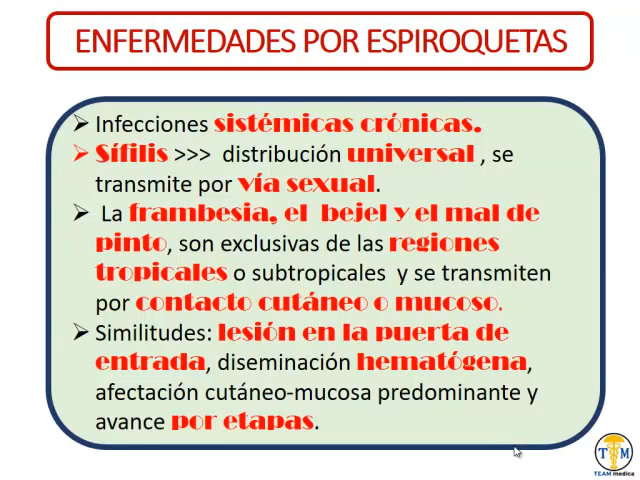 ENFERMEDADES POR ESPIROQUETAS
➢ Infecciones sistémicas crónicas.
➢ Sífilis >>> distribución universal , se
transmite por vía sexual.
➢ La frambesia, el bejel y el mal de
pinto, son exclusivas de las regiones
tropicales o subtropicales y se transmiten
por contacto cutáneo o mucoso.
➢ Similitudes: lesión en la puerta de
entrada, diseminación hematógena,
afectación cutáneo-mucosa predominante y
avance por etapas.
T M
TEAM medica